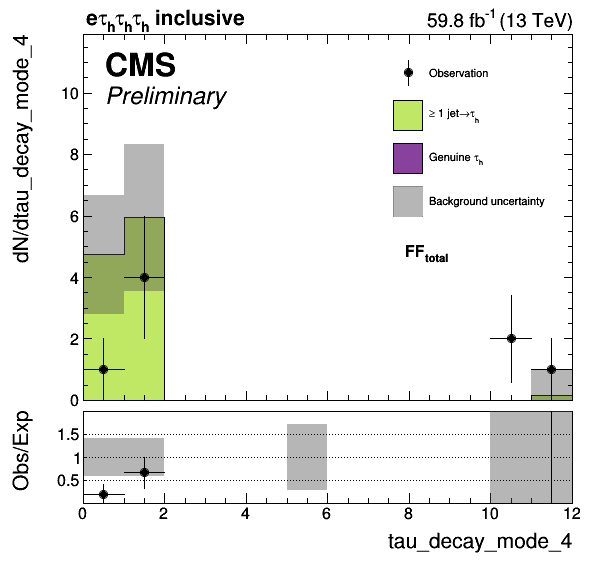 eτₕτₕτₕ inclusive
59.8 fb⁻¹ (13 TeV)
CMS
Preliminary
Observation
≥ 1 jet→τₕ
Genuine τₕ
Background uncertainty
FFtotal
dN/dtau_decay_mode_4
10
8
6
4
2
0
Obs/Exp
1.5
1
0.5
0 2 4 6 8 10 12
tau_decay_mode_4